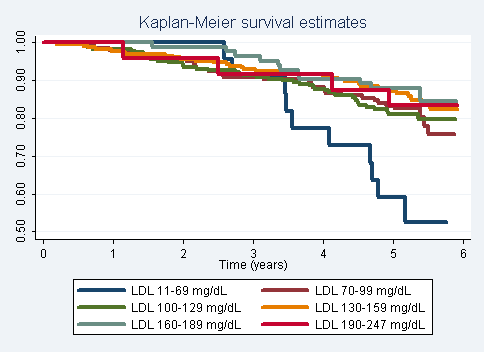 Kaplan-Meier survival estimates
1.00
0.90
0.80
0.70
0.60
0.50
0 1 2 3 4 5 6
Time (years)
LDL 11-69 mg/dL LDL 70-99 mg/dL
LDL 100-129 mg/dL LDL 130-159 mg/dL
LDL 160-189 mg/dL LDL 190-247 mg/dL